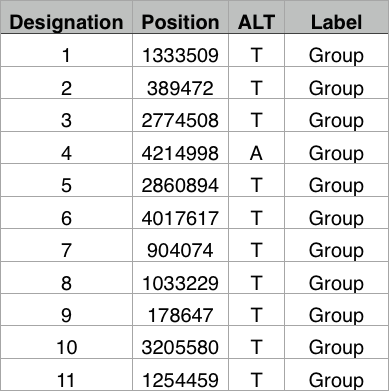 Designation Position ALT Label
1 1333509 T Group
2 389472 T Group
3 2774508 T Group
4 4214998 A Group
5 2860894 T Group
6 4017617 T Group
7 904074 T Group
8 1033229 T Group
9 178647 T Group
10 3205580 T Group
11 1254459 T Group